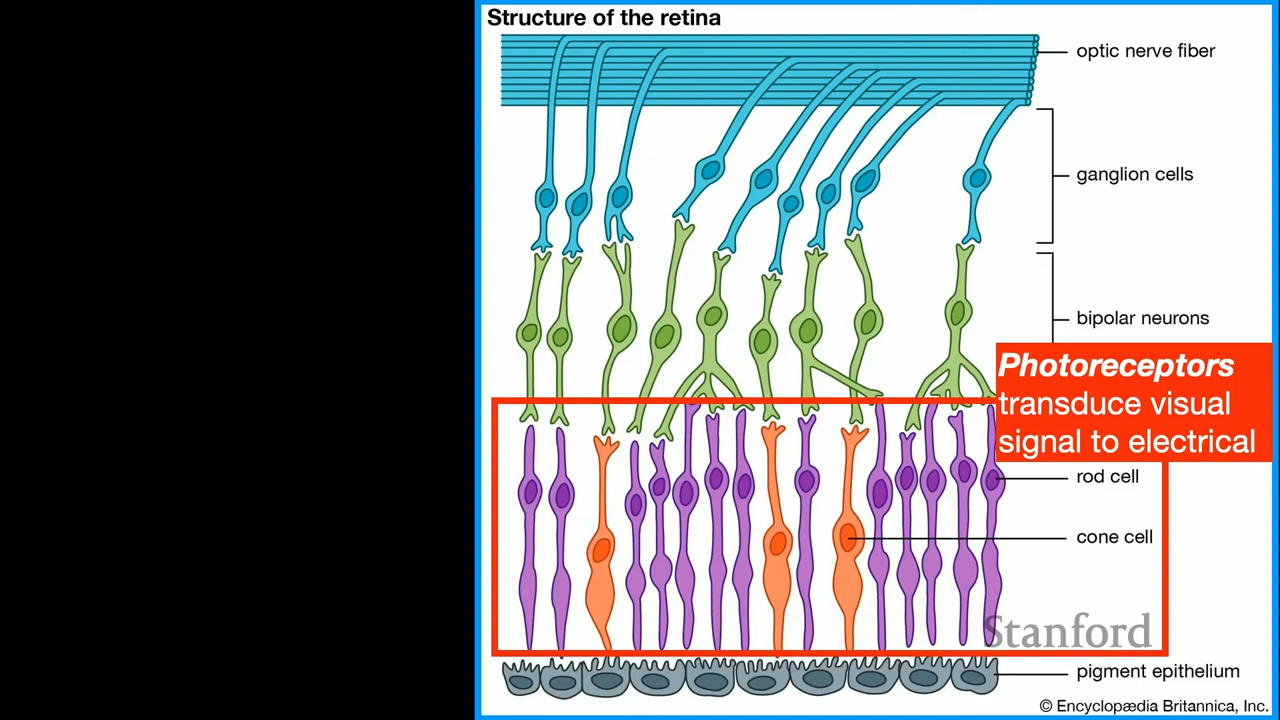 Structure of the retina
optic nerve fiber
ganglion cells
bipolar neurons
Photoreceptors
transduce visual
signal to electrical
rod cell
cone cell
Stanford
pigment epithelium
© Encyclopædia Britannica, Inc.